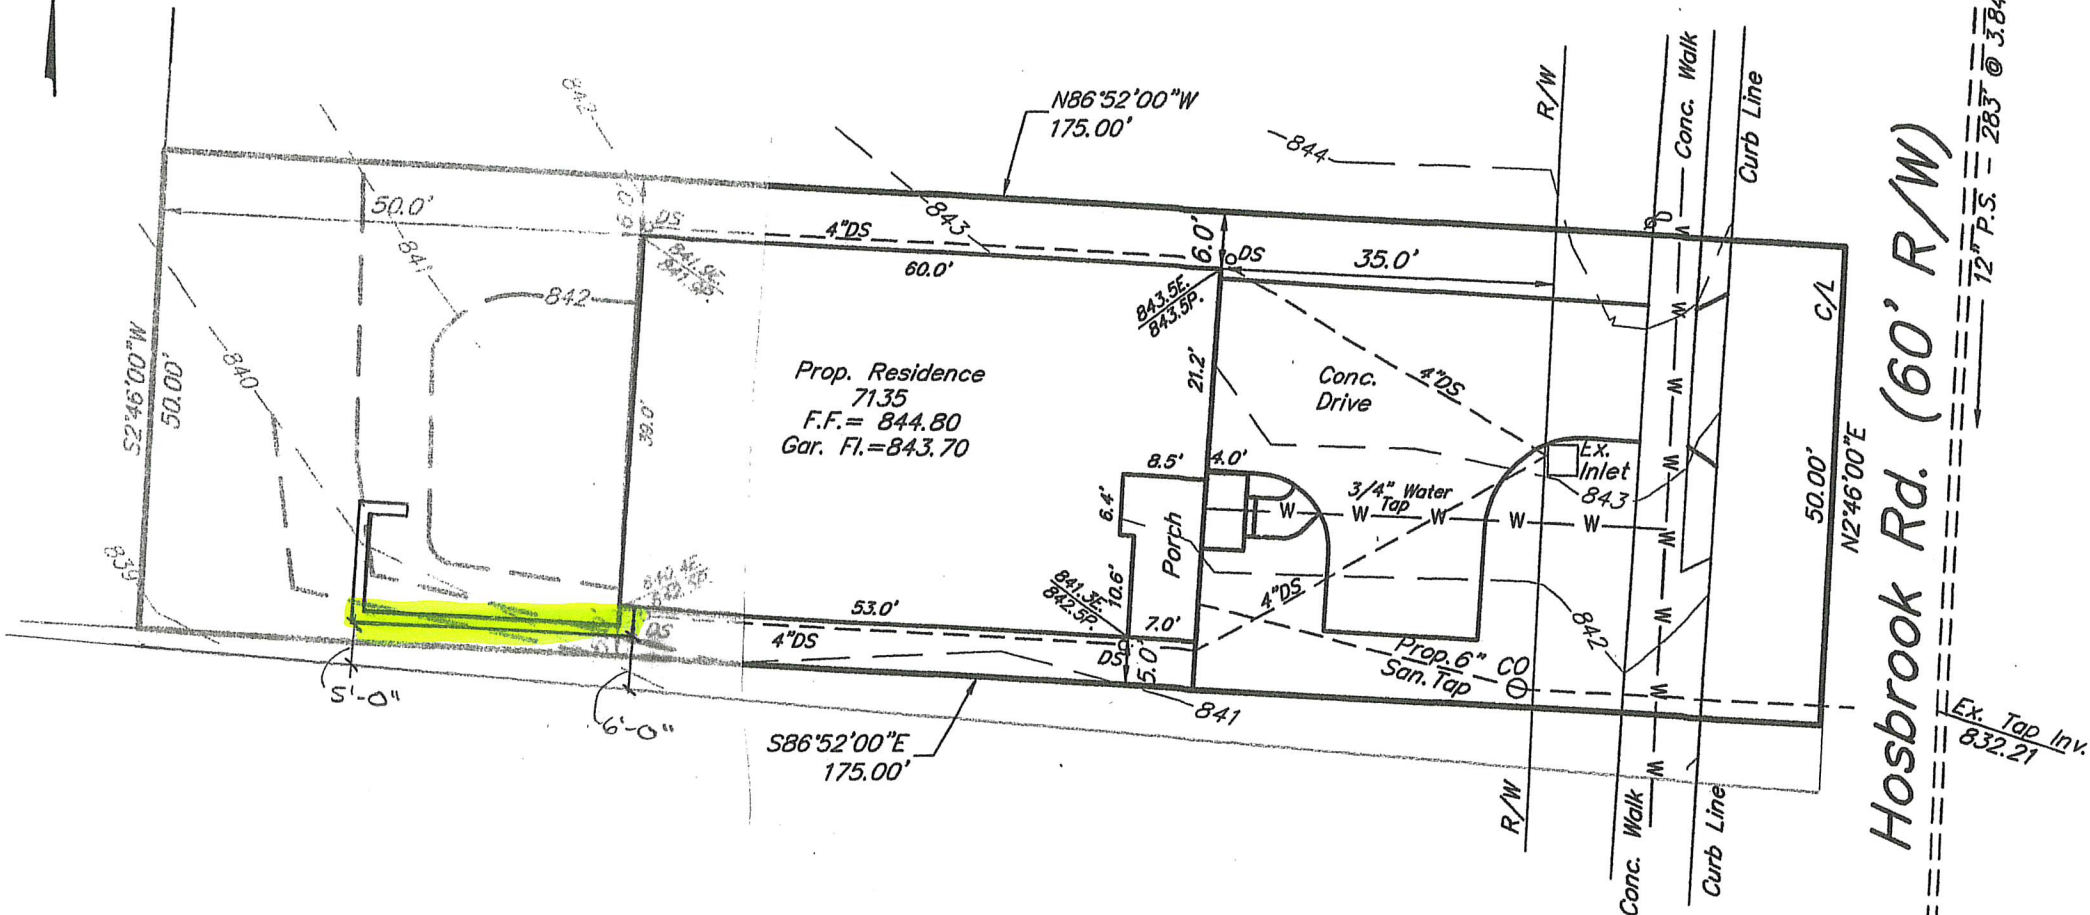 N86°52'00"W
175.00'
844
R/W
Conc. Walk
Curb Line
12" P.S. - 283' @ 3.84
842
50.0'
841
6.0'
DS
4"DS
843
60.0'
6.0'
DS
35.0'
C/L
Hosbrook Rd. (60' R/W)
842
843.5E.
843.5P.
S2°46'00"W
50.00'
840
39.0'
Prop. Residence
7135
F.F.= 844.80
Gar. Fl.=843.70
21.2'
Conc.
Drive
4"DS
Ex.
Inlet
843
8.5'
4.0'
3/4" Water
Tap
W W W W W
W
W
W
W
W
W
W
6.4'
Porch
10.6'
50.00'
N2°46'00"E
839
841.3E.
842.5P.
53.0'
7.0'
4"DS
DS
4"DS
DS
5.0'
842
Prop.6" CO
San. Tap
5'-0"
6'-0"
841
S86°52'00"E
175.00'
Ex. Tap Inv.
832.21
R/W
Conc. Walk
Curb Line